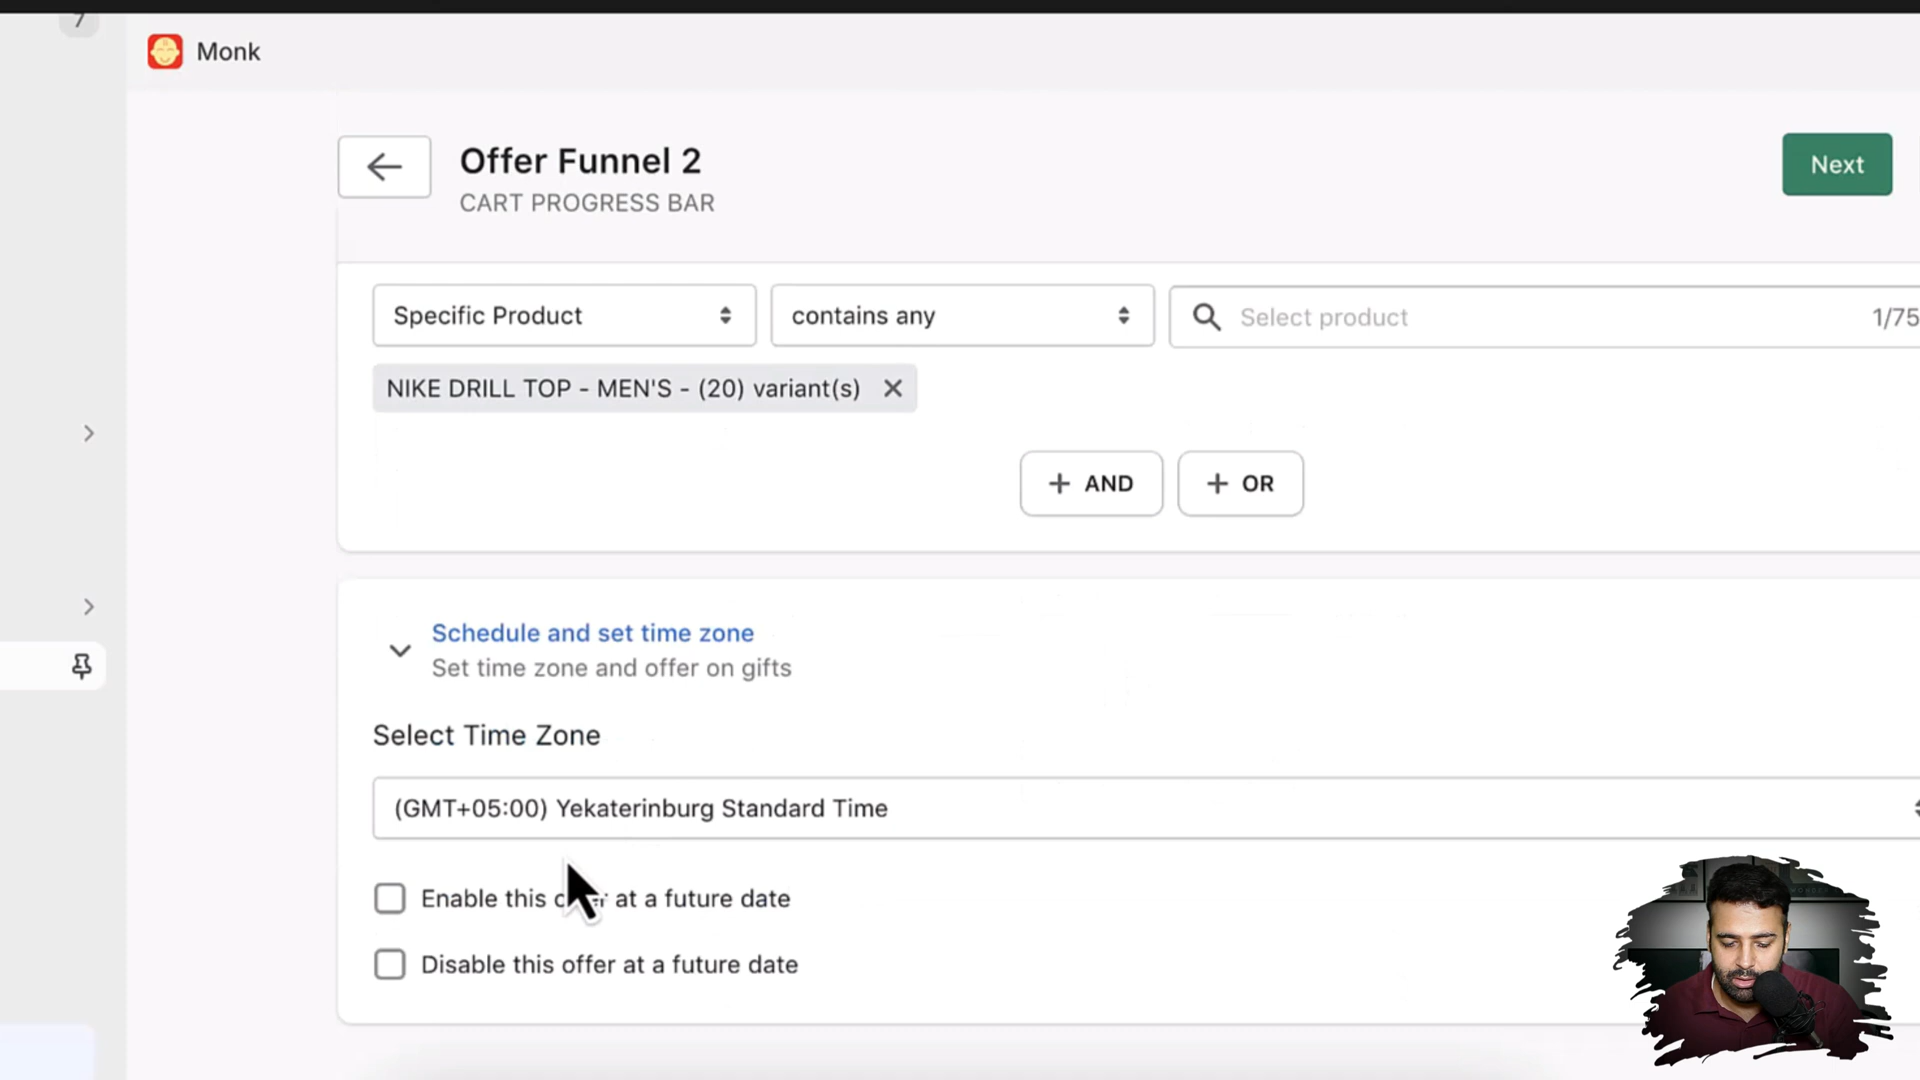 7
Monk
Offer Funnel 2
CART PROGRESS BAR
Next
Specific Product
contains any
Select product
1/75
NIKE DRILL TOP - MEN'S - (20) variant(s)
AND
OR
Schedule and set time zone
Set time zone and offer on gifts
Select Time Zone
(GMT+05:00) Yekaterinburg Standard Time
Enable this offer at a future date
Disable this offer at a future date